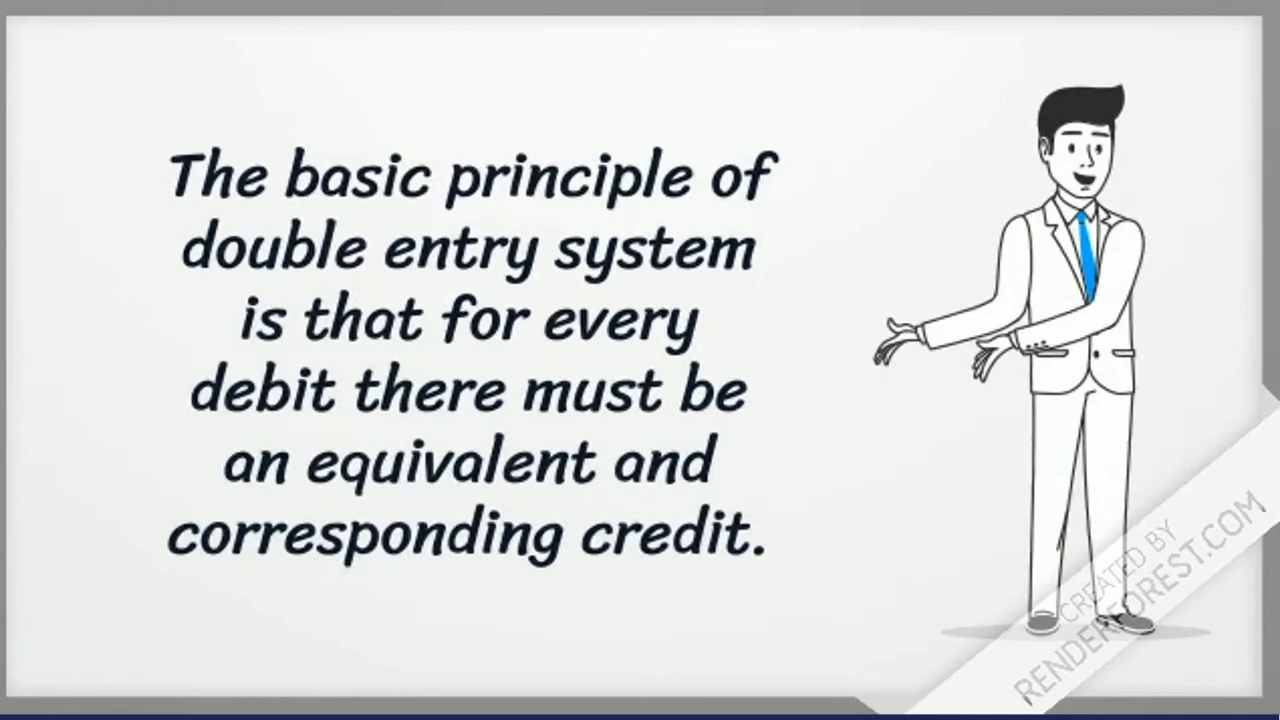 The basic principle of
double entry system
is that for every
debit there must be
an equivalent and
corresponding credit.
CREATED BY
RENDERFOREST.COM